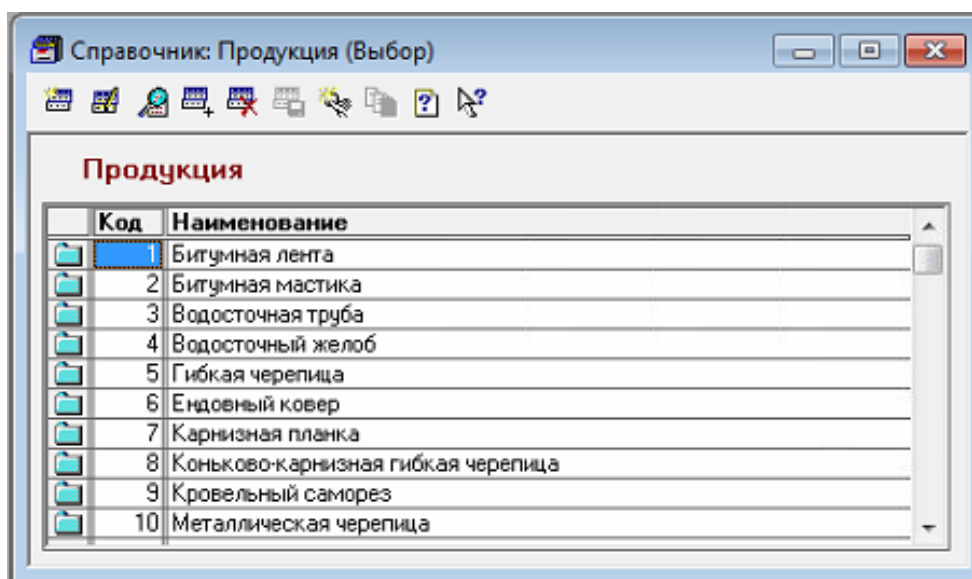 Справочник: Продукция (Выбор)
Продукция
Код Наименование
1 Битумная лента
2 Битумная мастика
3 Водосточная труба
4 Водосточный желоб
5 Гибкая черепица
6 Ендовный ковер
7 Карнизная планка
8 Коньково-карнизная гибкая черепица
9 Кровельный саморез
10 Металлическая черепица